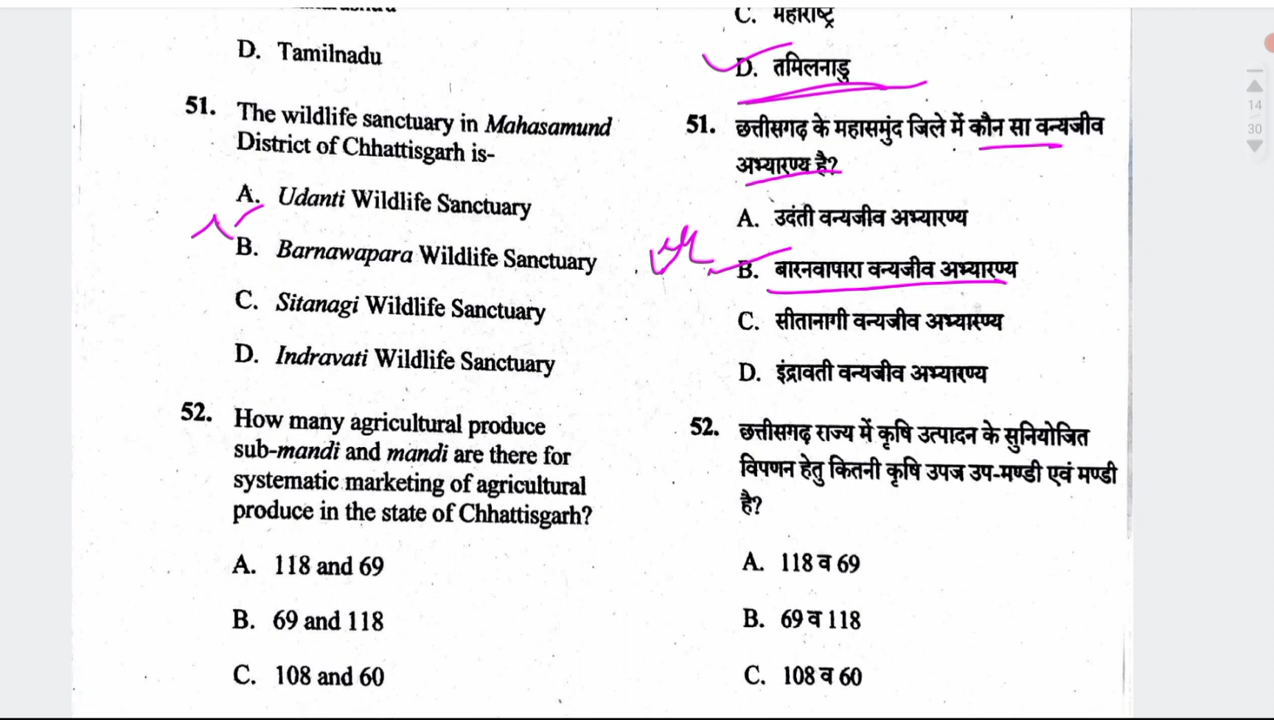 D. Tamilnadu
51. The wildlife sanctuary in Mahasamund
District of Chhattisgarh is-
A. Udanti Wildlife Sanctuary
B. Barnawapara Wildlife Sanctuary
C. Sitanagi Wildlife Sanctuary
D. Indravati Wildlife Sanctuary
52. How many agricultural produce
sub-mandi and mandi are there for
systematic marketing of agricultural
produce in the state of Chhattisgarh?
A. 118 and 69
B. 69 and 118
C. 108 and 60
C. महाराष्ट्र
D. तमिलनाडु
51. छत्तीसगढ़ के महासमुंद जिले में कौन सा वन्यजीव
अभ्यारण्य है?
A. उदंती वन्यजीव अभ्यारण्य
B. बारनवापारा वन्यजीव अभ्यारण्य
C. सीतानागी वन्यजीव अभ्यारण्य
D. इंद्रावती वन्यजीव अभ्यारण्य
52. छत्तीसगढ़ राज्य में कृषि उत्पादन के सुनियोजित
विपणन हेतु कितनी कृषि उपज उप-मण्डी एवं मण्डी
है?
A. 118 व 69
B. 69 व 118
C. 108 व 60
14
30